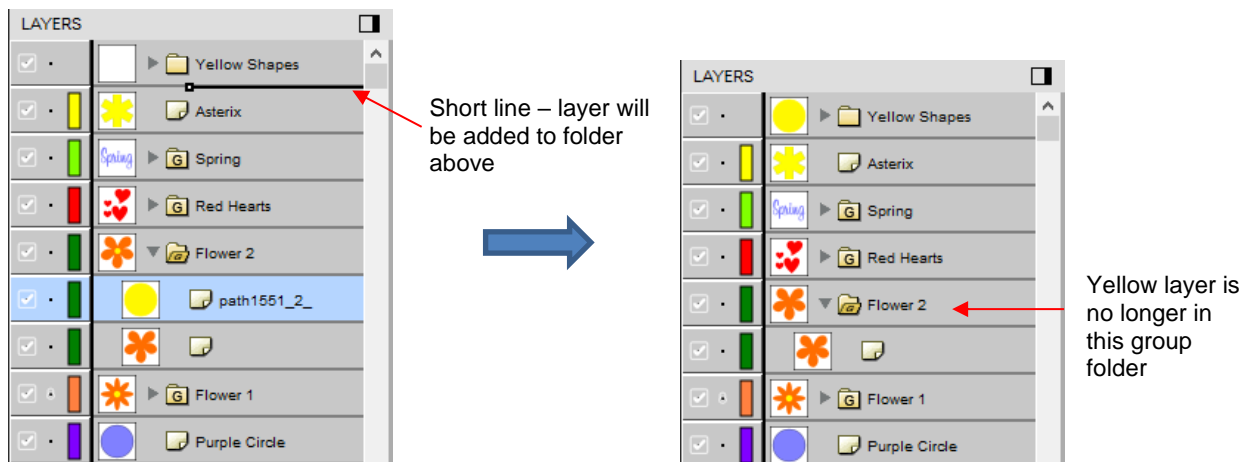 LAYERS
Yellow Shapes
Asterix
Spring Spring
G
Red Hearts
G
Flower 2
G
path1551_2_
Flower 1
G
Purple Circle
Short line – layer will
be added to folder
above
LAYERS
Yellow Shapes
Asterix
Spring Spring
G
Red Hearts
G
Flower 2
G
Flower 1
G
Purple Circle
Yellow layer is
no longer in
this group
folder